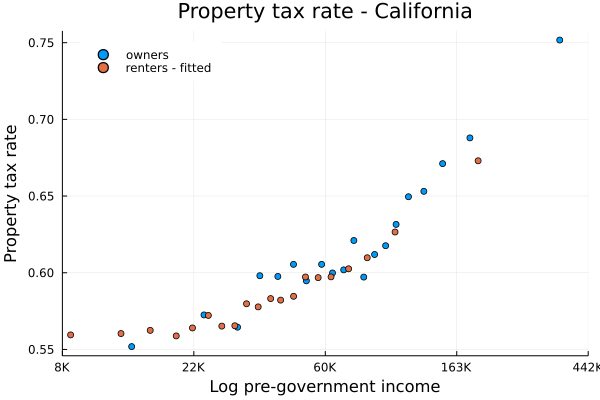 Property tax rate - California
owners
renters - fitted
Property tax rate
0.75
0.70
0.65
0.60
0.55
8K
22K
60K
163K
442K
Log pre-government income